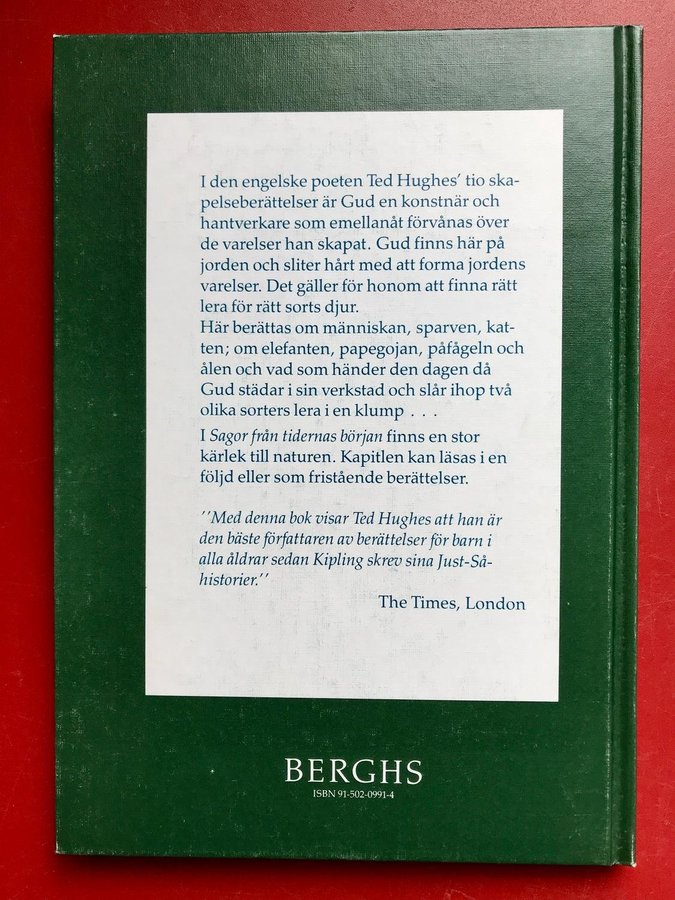 I den engelske poeten Ted Hughes’ tio ska-
pelseberättelser är Gud en konstnär och
hantverkare som emellanåt förvånas över
de varelser han skapat. Gud finns här på
jorden och sliter hårt med att forma jordens
varelser. Det gäller för honom att finna rätt
lera för rätt sorts djur.
Här berättas om människan, sparven, kat-
ten; om elefanten, papegojan, påfågeln och
ålen och vad som händer den dagen då
Gud städar i sin verkstad och slår ihop två
olika sorters lera i en klump . . .
I Sagor från tidernas början finns en stor
kärlek till naturen. Kapitlen kan läsas i en
följd eller som fristående berättelser.
''Med denna bok visar Ted Hughes att han är
den bäste författaren av berättelser för barn i
alla åldrar sedan Kipling skrev sina Just-Så-
historier.''
The Times, London
BERGHS
ISBN 91-502-0991-4